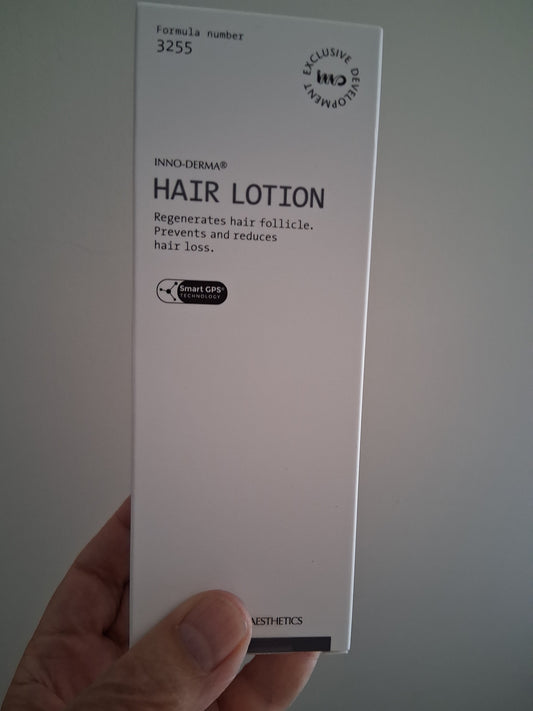 Formula number
3255
EXCLUSIVE DEVELOPMENT
INNO-DERMA®
HAIR LOTION
Regenerates hair follicle.
Prevents and reduces
hair loss.
Smart GPS®
TECHNOLOGY
AESTHETICS